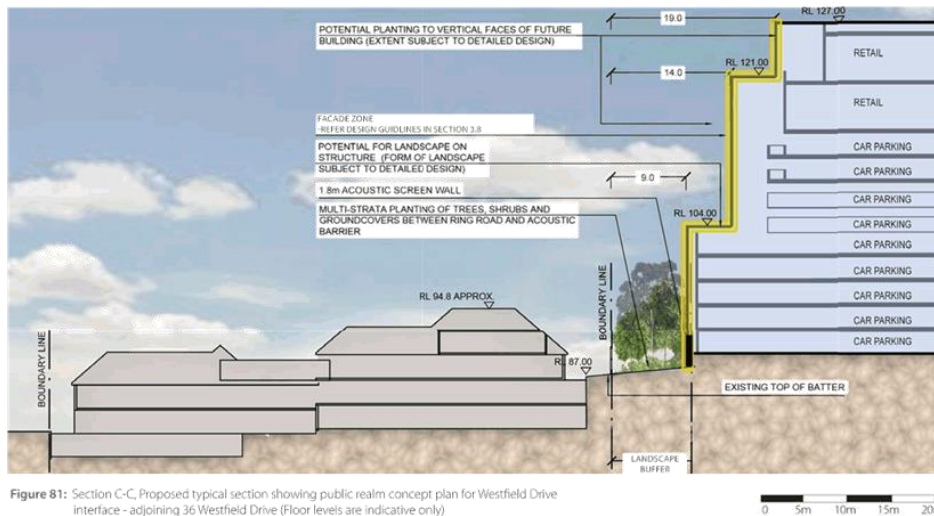 19.0
RL 127.00
POTENTIAL PLANTING TO VERTICAL FACES OF FUTURE
BUILDING (EXTENT SUBJECT TO DETAILED DESIGN)
RETAIL
RL 121.00
14.0
RETAIL
FACADE ZONE
-REFER DESIGN GUIDLINES IN SECTION 3.8
POTENTIAL FOR LANDSCAPE ON
STRUCTURE (FORM OF LANDSCAPE
SUBJECT TO DETAILED DESIGN)
CAR PARKING
CAR PARKING
9.0
1.8m ACOUSTIC SCREEN WALL
CAR PARKING
MULTI-STRATA PLANTING OF TREES, SHRUBS AND
GROUNDCOVERS BETWEEN RING ROAD AND ACOUSTIC
BARRIER
RL 104.00
CAR PARKING
CAR PARKING
CAR PARKING
RL 94.8 APPROX.
CAR PARKING
BOUNDARY LINE
CAR PARKING
CAR PARKING
BOUNDARY LINE
RL 87.00
EXISTING TOP OF BATTER
LANDSCAPE
BUFFER
Figure 81: Section C-C, Proposed typical section showing public realm concept plan for Westfield Drive
interface - adjoining 36 Westfield Drive (Floor levels are indicative only)
0 5m 10m 15m